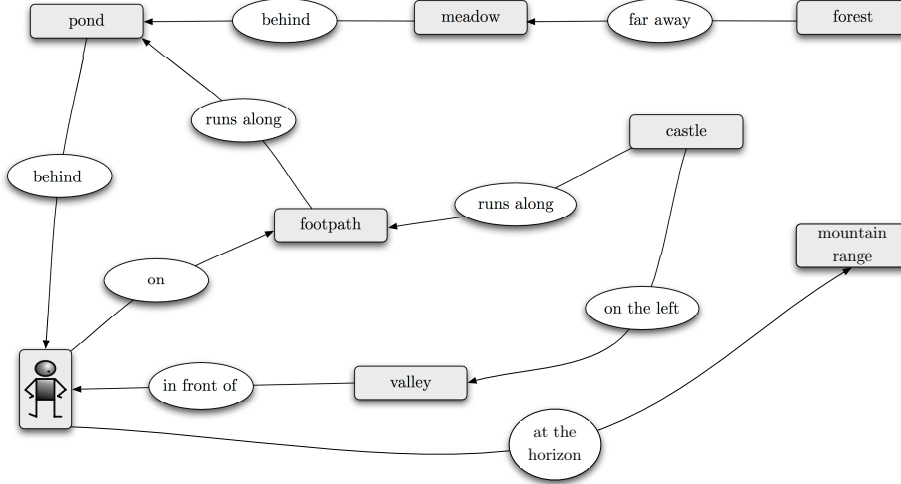 pond
behind
meadow
far away
forest
runs along
castle
behind
runs along
footpath
mountain
range
on
on the left
in front of
valley
at the
horizon